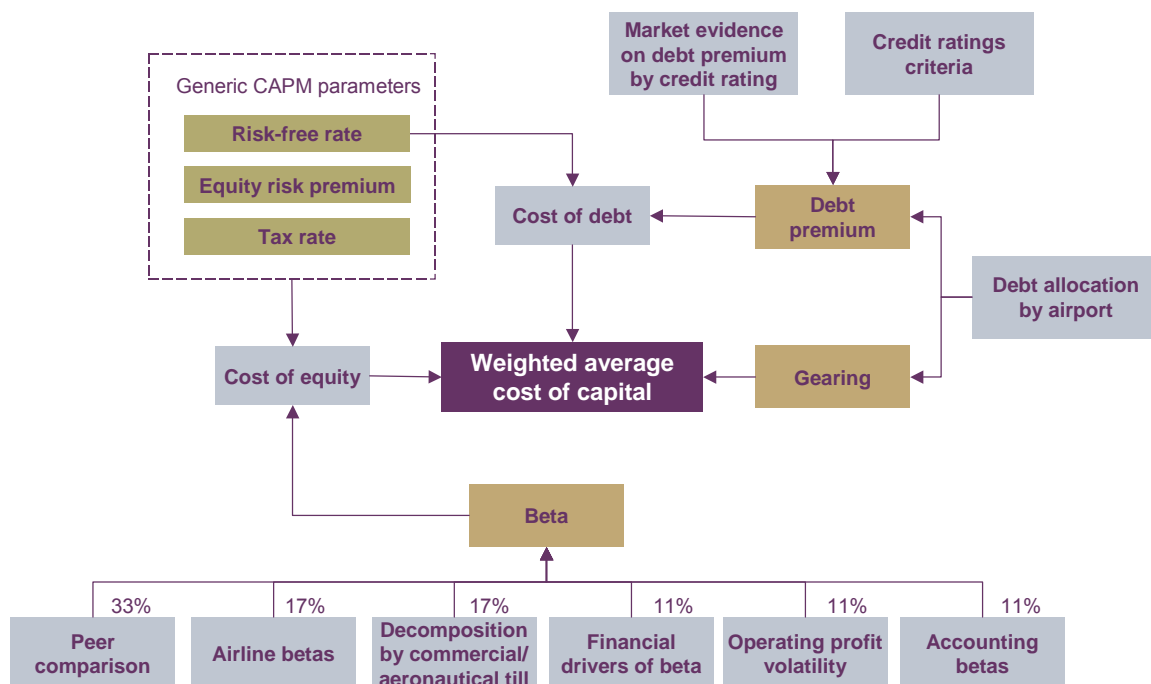 Market evidence
on debt premium
by credit rating
Credit ratings
criteria
Generic CAPM parameters
Risk-free rate
Equity risk premium
Tax rate
Cost of debt
Debt
premium
Debt allocation
by airport
Cost of equity
Weighted average
cost of capital
Gearing
Beta
33%
17%
17%
11%
11%
11%
Peer
comparison
Airline betas
Decomposition
by commercial/
aeronautical till
Financial
drivers of beta
Operating profit
volatility
Accounting
betas